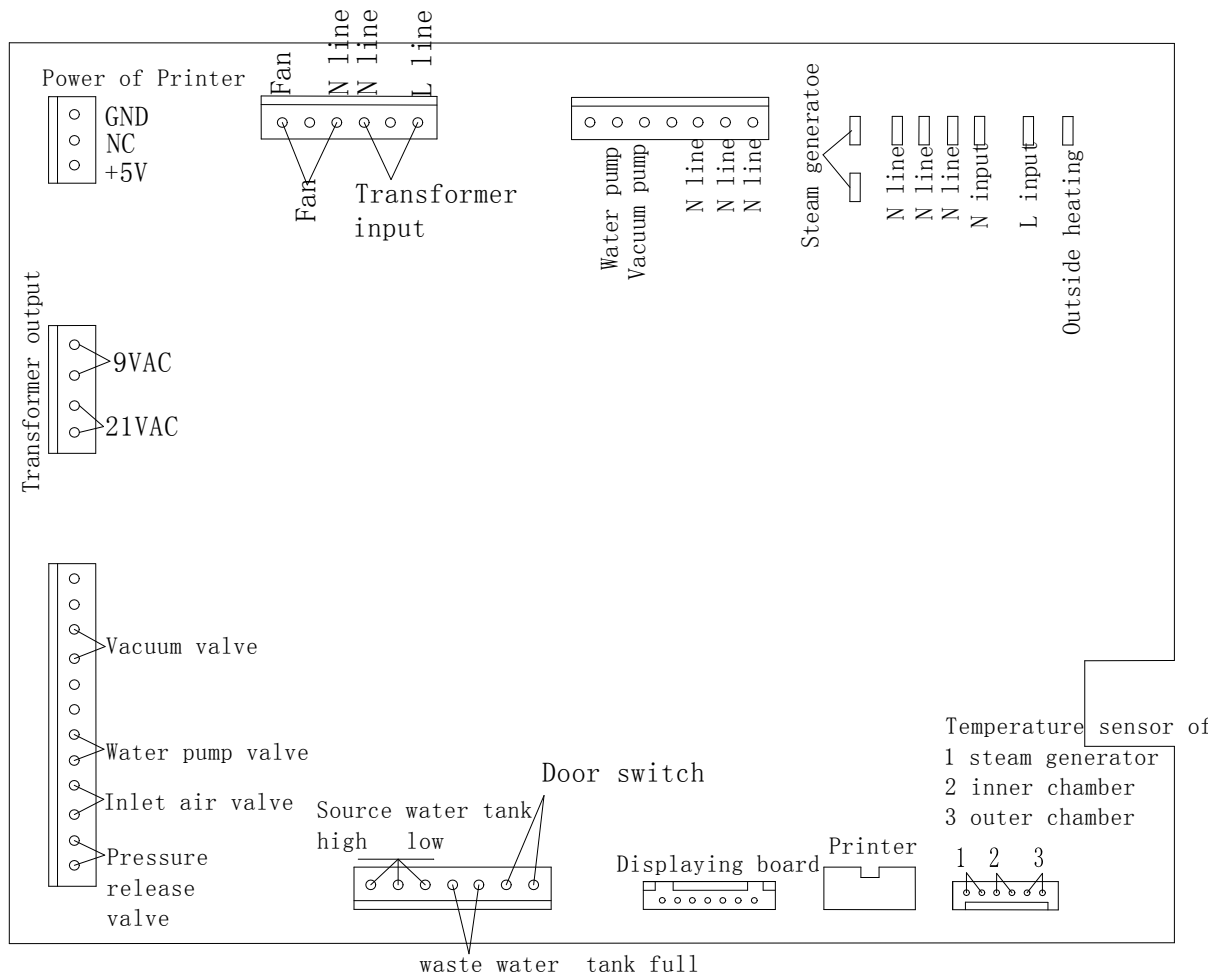 Power of Printer
GND
NC
+5V
Fan
N line
N line
L line
Fan
Transformer
input
Water pump
Vacuum pump
N line
N line
N line
Steam generatoe
N line
N line
N line
N input
L input
Outside heating
Transformer output
9VAC
21VAC
Vacuum valve
Water pump valve
Inlet air valve
Pressure
release
valve
Source water tank
high low
Door switch
waste water tank full
Displaying board
Printer
Temperature sensor of
1 steam generator
2 inner chamber
3 outer chamber
1 2 3